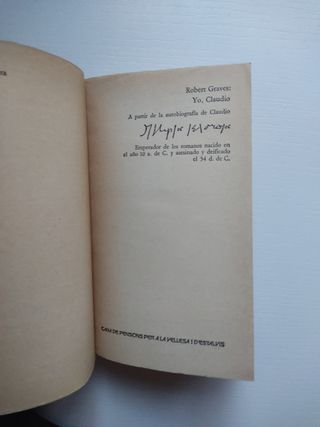 Robert Graves:
Yo, Claudio
A partir de la autobiografía de Claudio
Emperador de los romanos nacido en
el año 10 a. de C. y asesinado y deificado
el 54 d. de C.
CAIXA DE PENSIONS PER A LA VELLESA I D'ESTALVIS